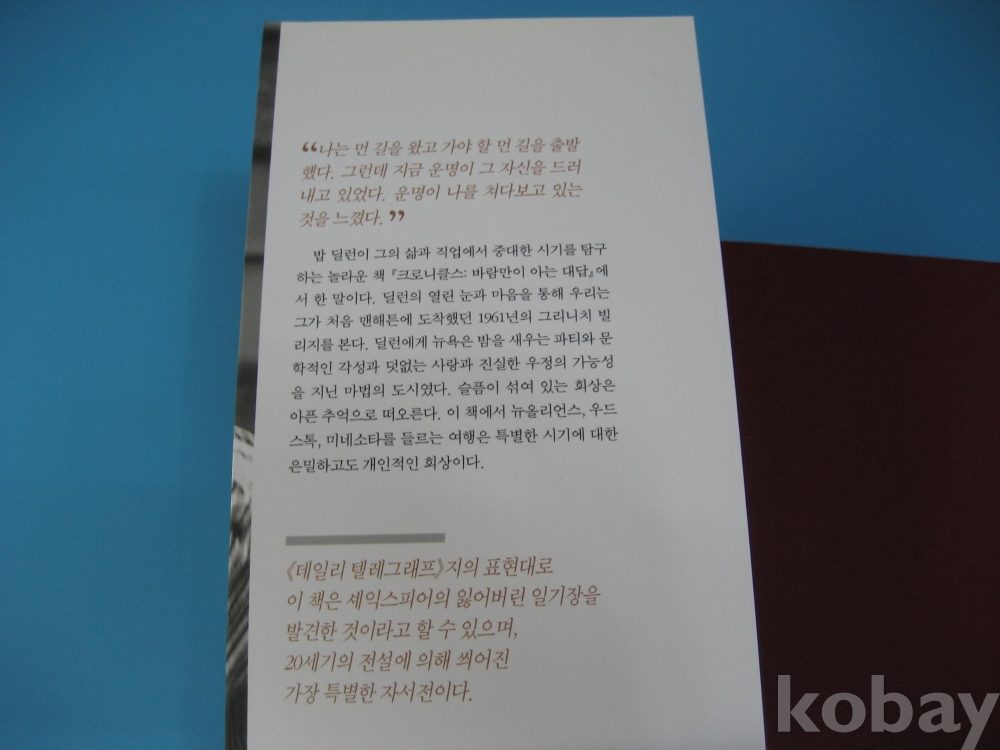 “나는 먼 길을 왔고 가야 할 먼 길을 출발
했다. 그런데 지금 운명이 그 자신을 드러
내고 있었다. 운명이 나를 쳐다보고 있는
것을 느꼈다.”
밥 딜런이 그의 삶과 직업에서 중대한 시기를 탐구
하는 놀라운 책 『크로니클스: 바람만이 아는 대답』에
서 한 말이다. 딜런의 열린 눈과 마음을 통해 우리는
그가 처음 맨해튼에 도착했던 1961년의 그리니치 빌
리지를 본다. 딜런에게 뉴욕은 밤을 새우는 파티와 문
학적인 각성과 덧없는 사랑과 진실한 우정의 가능성
을 지닌 마법의 도시였다. 슬픔이 섞여 있는 회상은
아픈 추억으로 떠오른다. 이 책에서 뉴올리언스, 우드
스톡, 미네소타를 들르는 여행은 특별한 시기에 대한
은밀하고도 개인적인 회상이다.
《데일리 텔레그래프》지의 표현대로
이 책은 셰익스피어의 잃어버린 일기장을
발견한 것이라고 할 수 있으며,
20세기의 전설에 의해 씌어진
가장 특별한 자서전이다.
kobay